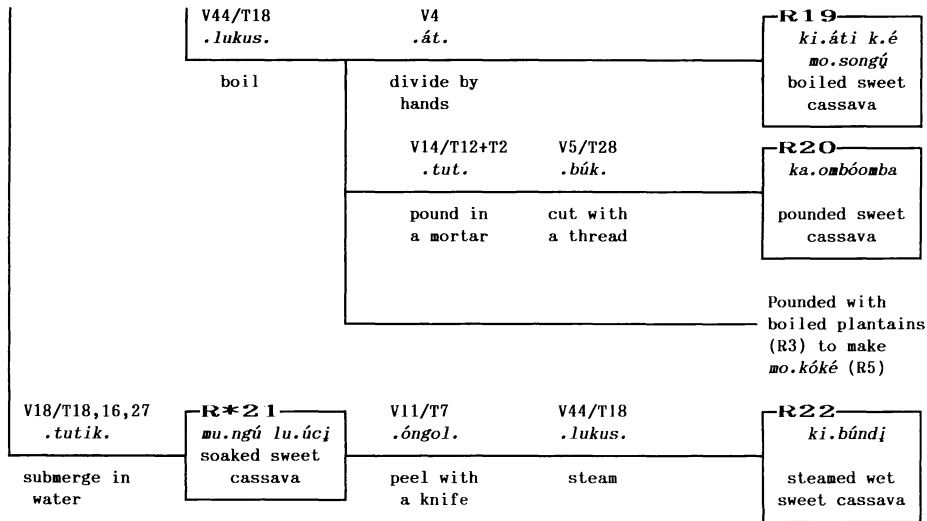 V44/T18
.lukus.
boil
V4
.át.
divide by
hands
R19
ki.áti k.é
mo.songų́
boiled sweet
cassava
V14/T12+T2
.tut.
pound in
a mortar
V5/T28
.búk.
cut with
a thread
R20
ka.ombóomba
pounded sweet
cassava
Pounded with
boiled plantains
(R3) to make
mo.kóké (R5)
V18/T18,16,27
.tutik.
submerge in
water
R*21
mu.ngú lu.úcį
soaked sweet
cassava
V11/T7
.óngol.
peel with
a knife
V44/T18
.lukus.
steam
R22
ki.búndį
steamed wet
sweet cassava